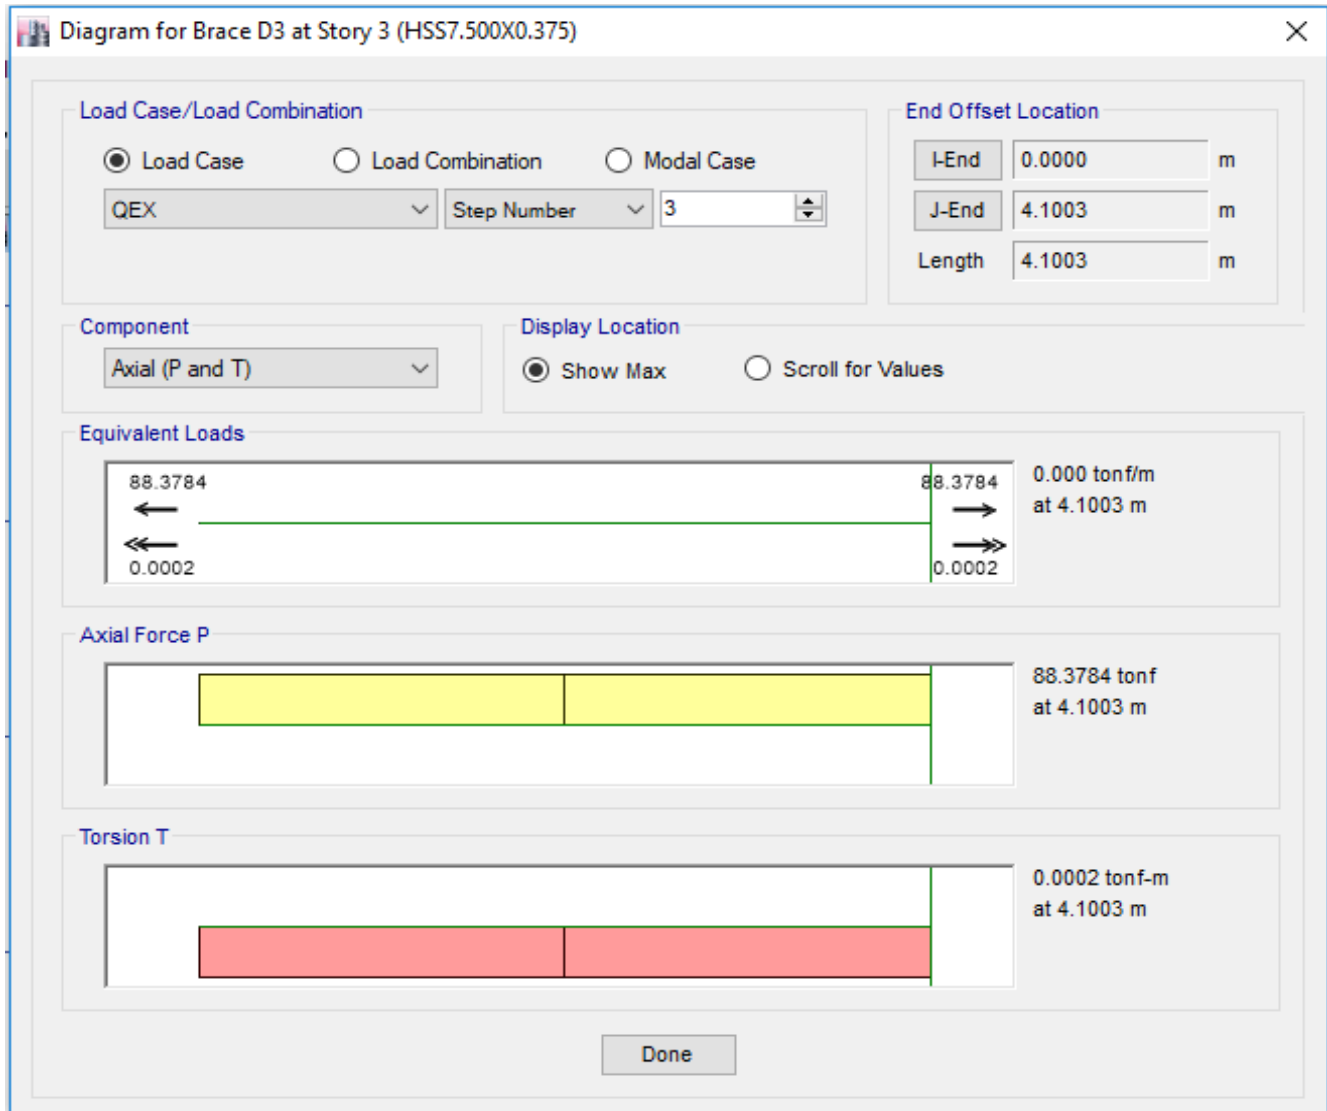 Diagram for Brace D3 at Story 3 (HSS7.500X0.375)
Load Case/Load Combination
Load Case Load Combination Modal Case
QEX Step Number 3
End Offset Location
I-End 0.0000 m
J-End 4.1003 m
Length 4.1003 m
Component
Axial (P and T)
Display Location
Show Max Scroll for Values
Equivalent Loads
88.3784 88.3784
0.0002 0.0002
0.000 tonf/m
at 4.1003 m
Axial Force P
88.3784 tonf
at 4.1003 m
Torsion T
0.0002 tonf-m
at 4.1003 m
Done